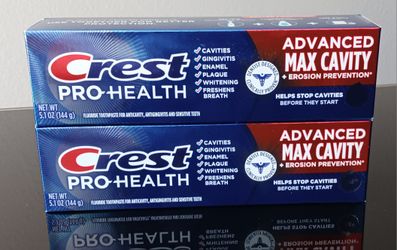 Crest
PRO-HEALTH
CAVITIES
GINGIVITIS
ENAMEL
PLAQUE
WHITENING
FRESHENS
BREATH
ADVANCED
MAX CAVITY
+ EROSION PREVENTION*
HELPS STOP CAVITIES
BEFORE THEY START
NET WT
5.1 OZ (144 g)
FLUORIDE TOOTHPASTE FOR ANTICAVITY, ANTIGINGIVITIS AND SENSITIVE TEETH
Crest
PRO-HEALTH
CAVITIES
GINGIVITIS
ENAMEL
PLAQUE
WHITENING
FRESHENS
BREATH
ADVANCED
MAX CAVITY
+ EROSION PREVENTION*
HELPS STOP CAVITIES
BEFORE THEY START
NET WT
5.1 OZ (144 g)
FLUORIDE TOOTHPASTE FOR ANTICAVITY, ANTIGINGIVITIS AND SENSITIVE TEETH